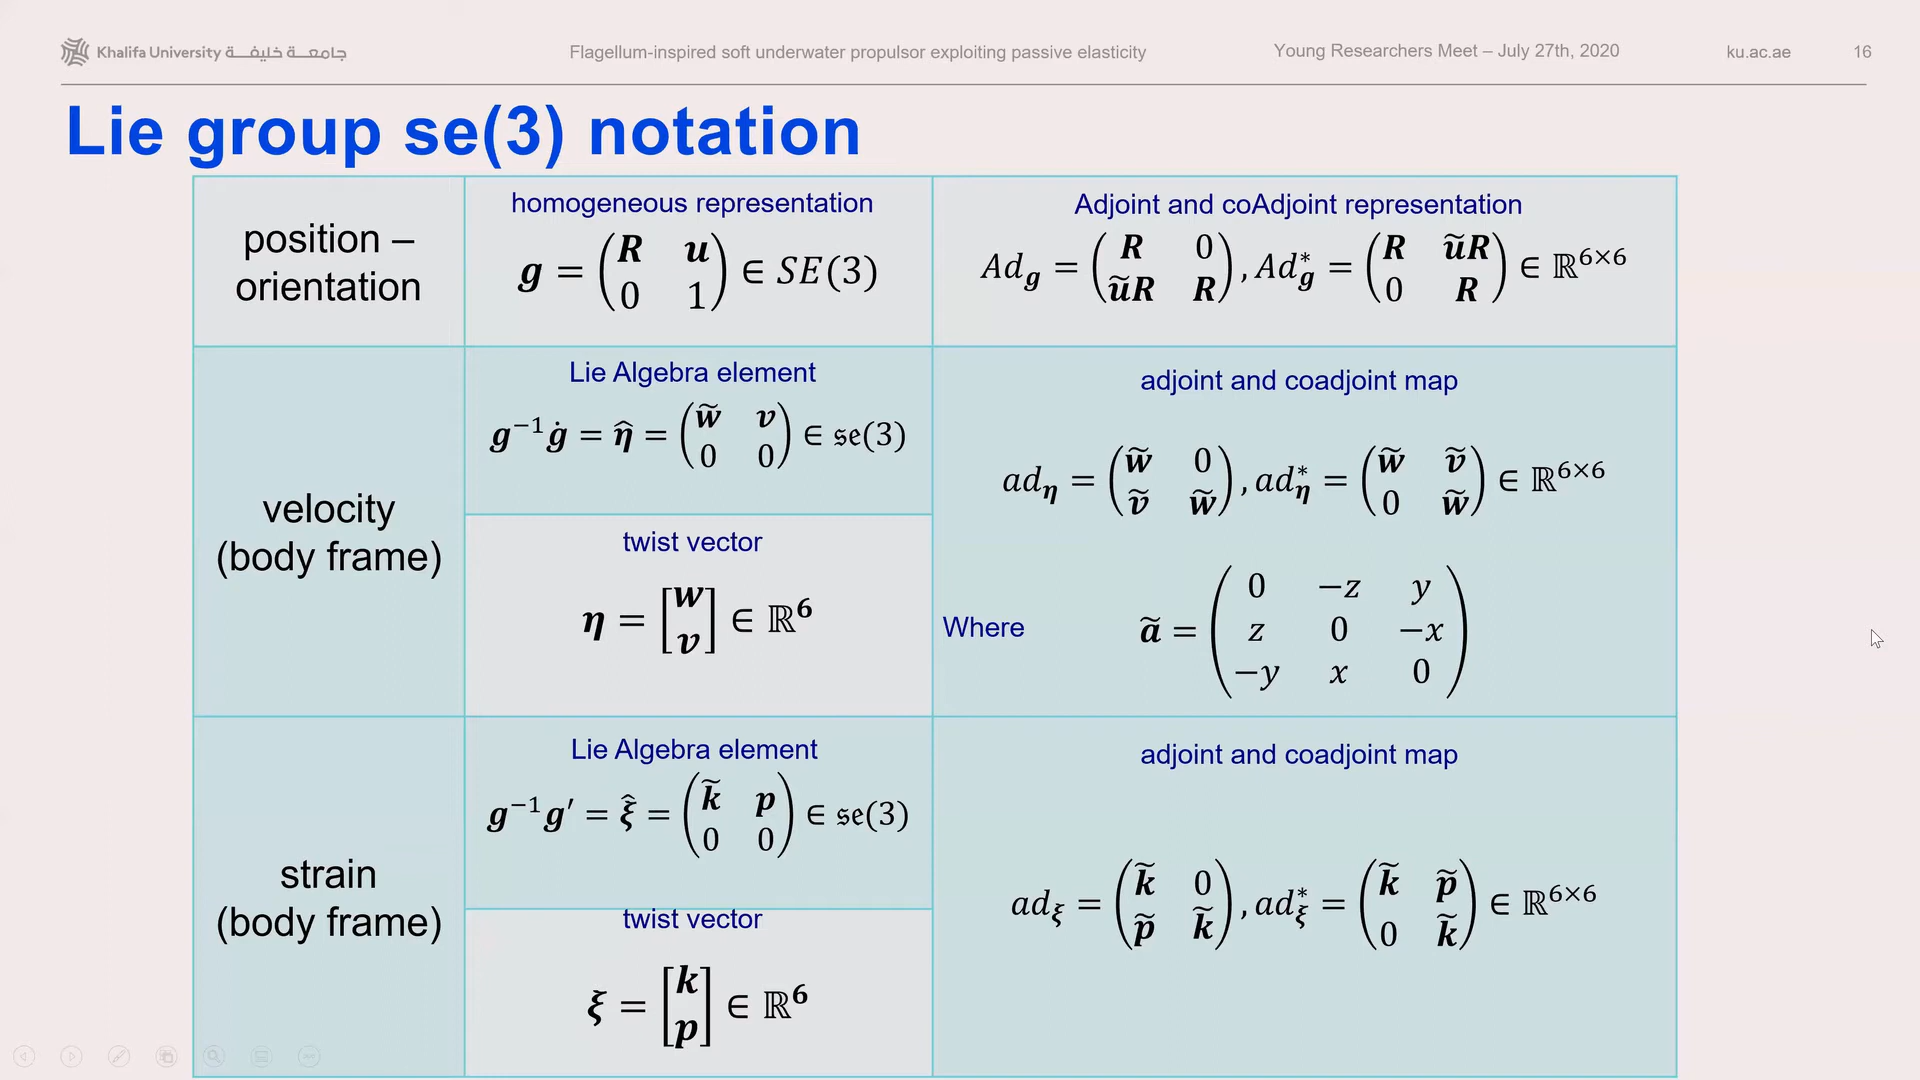 Khalifa University جامعة خليفة
Flagellum-inspired soft underwater propulsor exploiting passive elasticity
Young Researchers Meet – July 27th, 2020
ku.ac.ae
16
Lie group se(3) notation
position –
orientation
homogeneous representation
g = (R u; 0 1) ∈ SE(3)
Adjoint and coAdjoint representation
Ad_g = (R 0; ũR R), Ad*_g = (R ũR; 0 R) ∈ ℝ^{6×6}
velocity
(body frame)
Lie Algebra element
g⁻¹ġ = η̂ = (w̃ v; 0 0) ∈ 𝔰𝔢(3)
twist vector
η = [w; v] ∈ ℝ⁶
adjoint and coadjoint map
ad_η = (w̃ 0; ṽ w̃), ad*_η = (w̃ ṽ; 0 w̃) ∈ ℝ^{6×6}
Where ã = (0 −z y; z 0 −x; −y x 0)
strain
(body frame)
Lie Algebra element
g⁻¹g′ = ξ̂ = (k̃ p; 0 0) ∈ 𝔰𝔢(3)
twist vector
ξ = [k; p] ∈ ℝ⁶
adjoint and coadjoint map
ad_ξ = (k̃ 0; p̃ k̃), ad*_ξ = (k̃ p̃; 0 k̃) ∈ ℝ^{6×6}